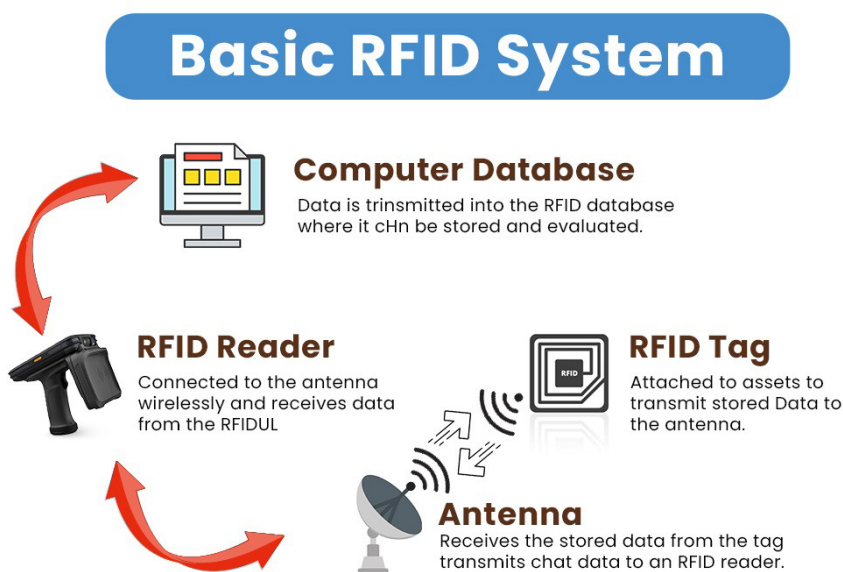 Basic RFID System
Computer Database
Data is trinsmitted into the RFID database
where it cHn be stored and evaluated.
RFID Reader
Connected to the antenna
wirelessly and receives data
from the RFIDUL
RFID
RFID Tag
Attached to assets to
transmit stored Data to
the antenna.
Antenna
Receives the stored data from the tag
transmits chat data to an RFID reader.